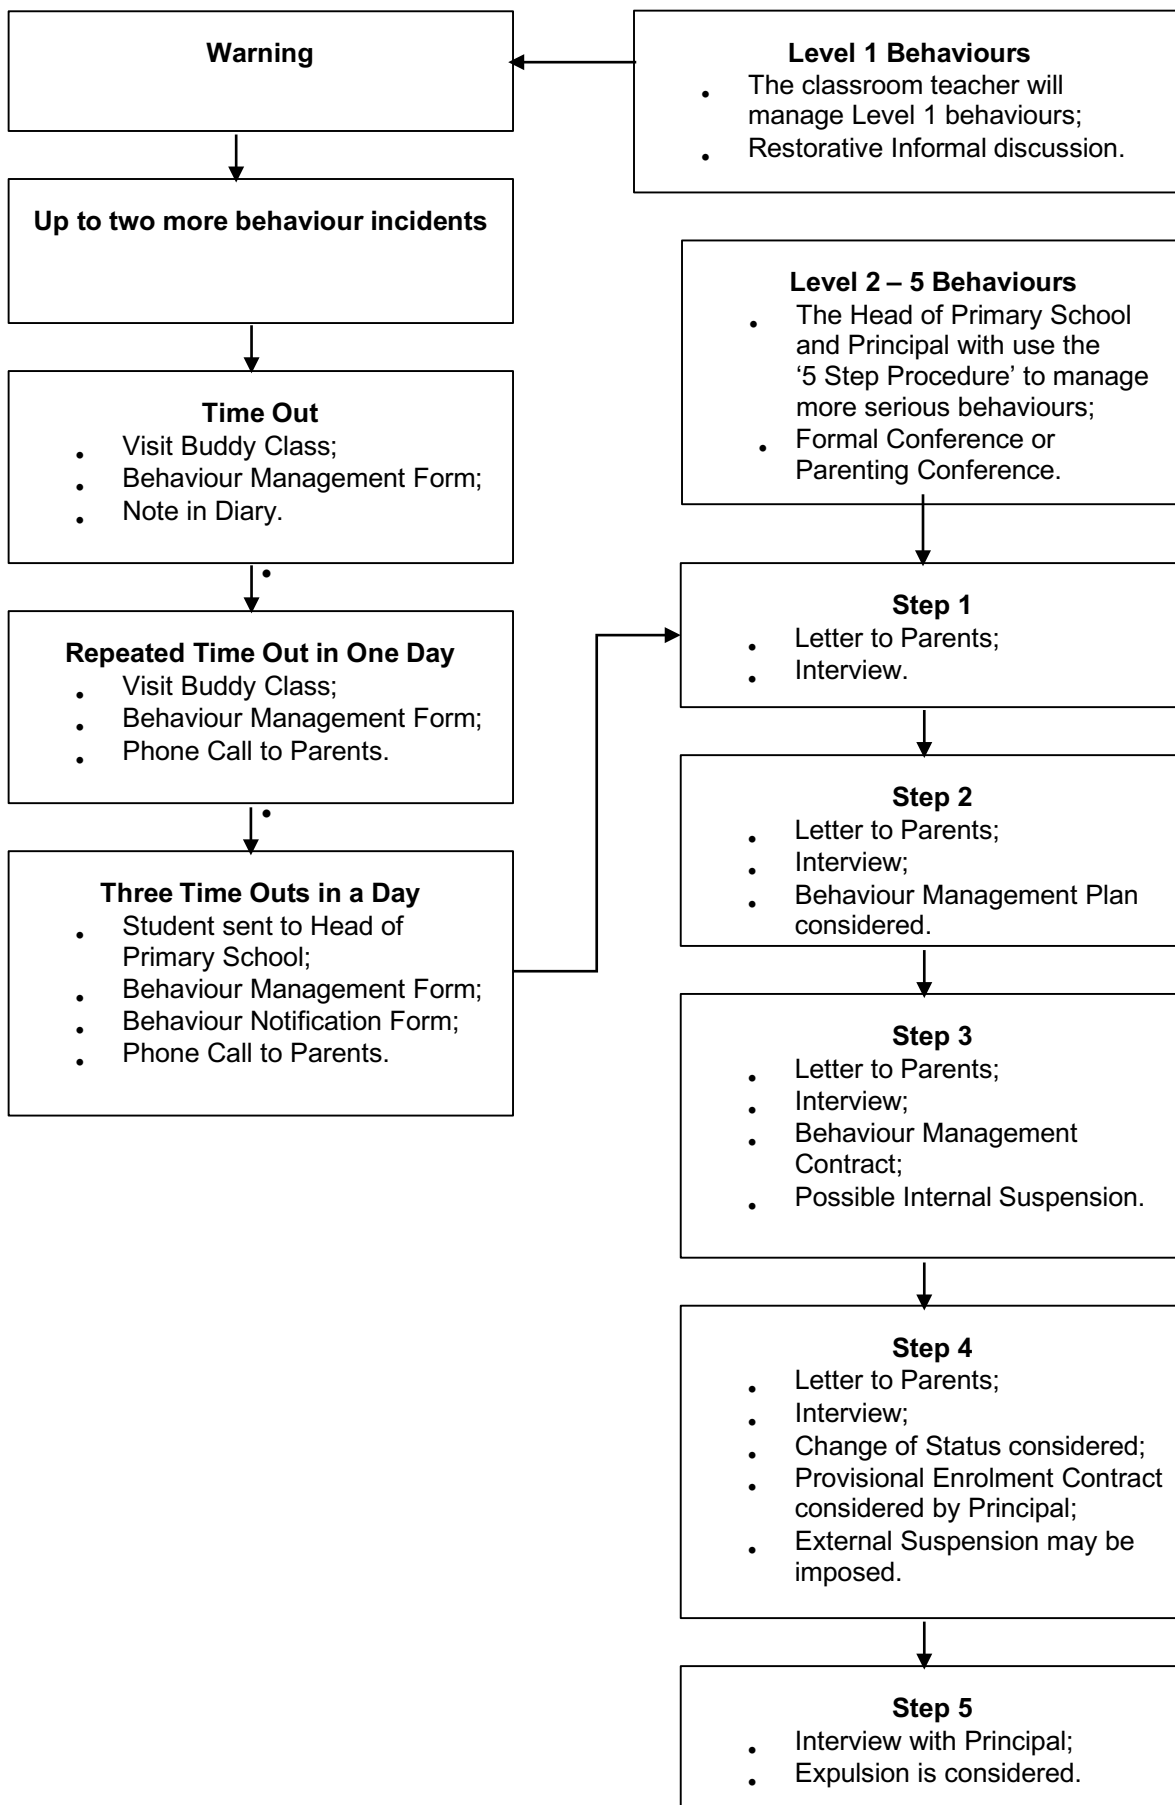 Warning
Level 1 Behaviours
• The classroom teacher will
manage Level 1 behaviours;
• Restorative Informal discussion.
Up to two more behaviour incidents
Level 2 – 5 Behaviours
• The Head of Primary School
and Principal with use the
‘5 Step Procedure’ to manage
more serious behaviours;
• Formal Conference or
Parenting Conference.
Time Out
• Visit Buddy Class;
• Behaviour Management Form;
• Note in Diary.
•
Repeated Time Out in One Day
• Visit Buddy Class;
• Behaviour Management Form;
• Phone Call to Parents.
•
Three Time Outs in a Day
• Student sent to Head of
Primary School;
• Behaviour Management Form;
• Behaviour Notification Form;
• Phone Call to Parents.
Step 1
• Letter to Parents;
• Interview.
Step 2
• Letter to Parents;
• Interview;
• Behaviour Management Plan
considered.
Step 3
• Letter to Parents;
• Interview;
• Behaviour Management
Contract;
• Possible Internal Suspension.
Step 4
• Letter to Parents;
• Interview;
• Change of Status considered;
• Provisional Enrolment Contract
considered by Principal;
• External Suspension may be
imposed.
Step 5
• Interview with Principal;
• Expulsion is considered.